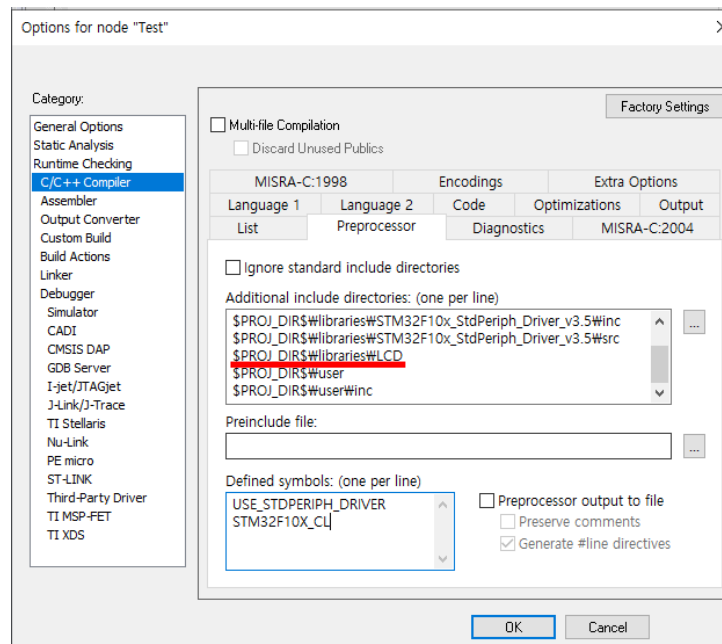 Options for node "Test"
Category:
Factory Settings
General Options
Static Analysis
Runtime Checking
C/C++ Compiler
Assembler
Output Converter
Custom Build
Build Actions
Linker
Debugger
Simulator
CADI
CMSIS DAP
GDB Server
I-jet/JTAGjet
J-Link/J-Trace
TI Stellaris
Nu-Link
PE micro
ST-LINK
Third-Party Driver
TI MSP-FET
TI XDS
Multi-file Compilation
Discard Unused Publics
MISRA-C:1998 Encodings Extra Options
Language 1 Language 2 Code Optimizations Output
List Preprocessor Diagnostics MISRA-C:2004
Ignore standard include directories
Additional include directories: (one per line)
$PROJ_DIR$₩libraries₩STM32F10x_StdPeriph_Driver_v3.5₩inc
$PROJ_DIR$₩libraries₩STM32F10x_StdPeriph_Driver_v3.5₩src
$PROJ_DIR$₩libraries₩LCD
$PROJ_DIR$₩user
$PROJ_DIR$₩user₩inc
...
Preinclude file:
...
Defined symbols: (one per line)
USE_STDPERIPH_DRIVER
STM32F10X_CL
Preprocessor output to file
Preserve comments
Generate #line directives
OK Cancel